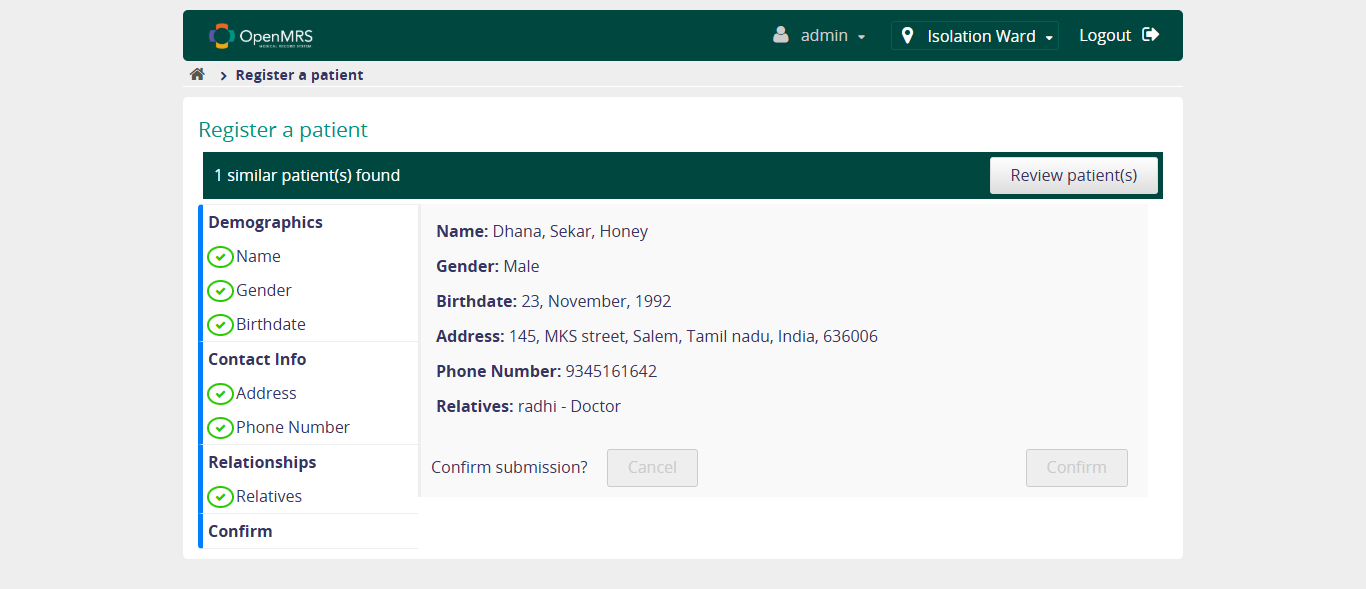 OpenMRS
MEDICAL RECORD SYSTEM
admin
Isolation Ward
Logout
Register a patient
Register a patient
1 similar patient(s) found
Review patient(s)
Demographics
Name
Gender
Birthdate
Contact Info
Address
Phone Number
Relationships
Relatives
Confirm
Name: Dhana, Sekar, Honey
Gender: Male
Birthdate: 23, November, 1992
Address: 145, MKS street, Salem, Tamil nadu, India, 636006
Phone Number: 9345161642
Relatives: radhi - Doctor
Confirm submission?
Cancel
Confirm